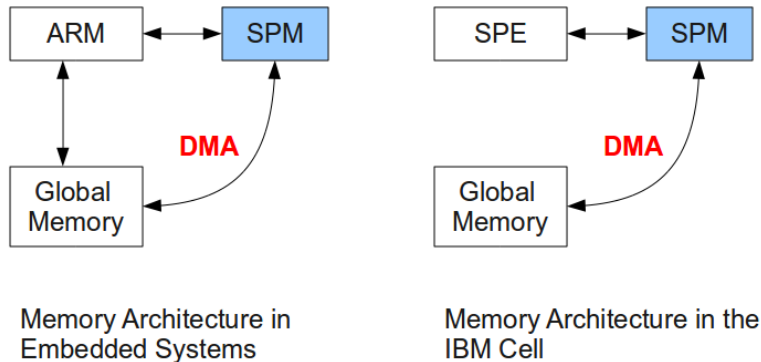 ARM
SPM
DMA
Global
Memory
Memory Architecture in
Embedded Systems
SPE
SPM
DMA
Global
Memory
Memory Architecture in the
IBM Cell